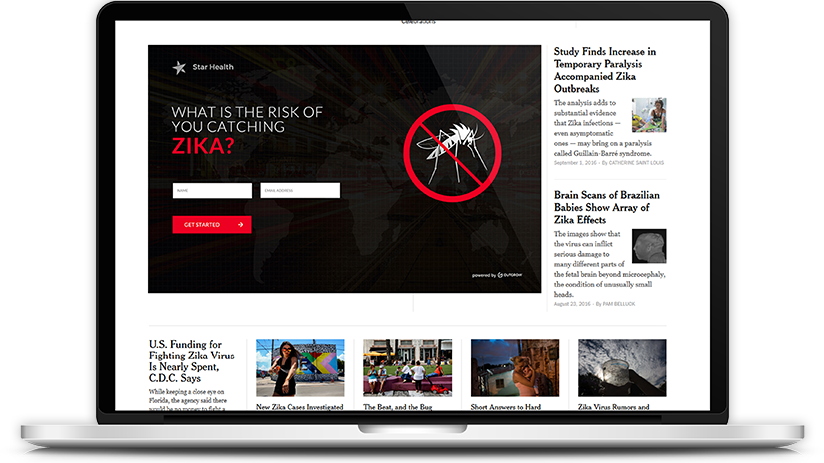 Celebrations
Star Health
WHAT IS THE RISK OF
YOU CATCHING
ZIKA?
NAME
EMAIL ADDRESS
GET STARTED
powered by OUTGROW
Study Finds Increase in
Temporary Paralysis
Accompanied Zika
Outbreaks
The analysis adds to
substantial evidence
that Zika infections —
even asymptomatic
ones — may bring on a paralysis
called Guillain-Barré syndrome.
September 1, 2016 - By CATHERINE SAINT LOUIS
Brain Scans of Brazilian
Babies Show Array of
Zika Effects
The images show that
the virus can inflict
serious damage to
many different parts of
the fetal brain beyond microcephaly,
the condition of unusually small
heads.
August 23, 2016 - By PAM BELLUCK
U.S. Funding for
Fighting Zika Virus
Is Nearly Spent,
C.D.C. Says
While keeping a close eye on
Florida, the agency said there
would be no money to fight a
New Zika Cases Investigated
The Beat, and the Bug
Short Answers to Hard
Zika Virus Rumors and